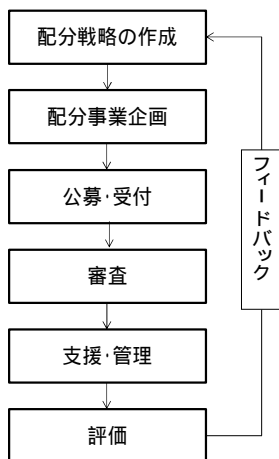 配分戦略の作成
配分事業企画
公募·受付
審査
支援·管理
評価
フィードバック